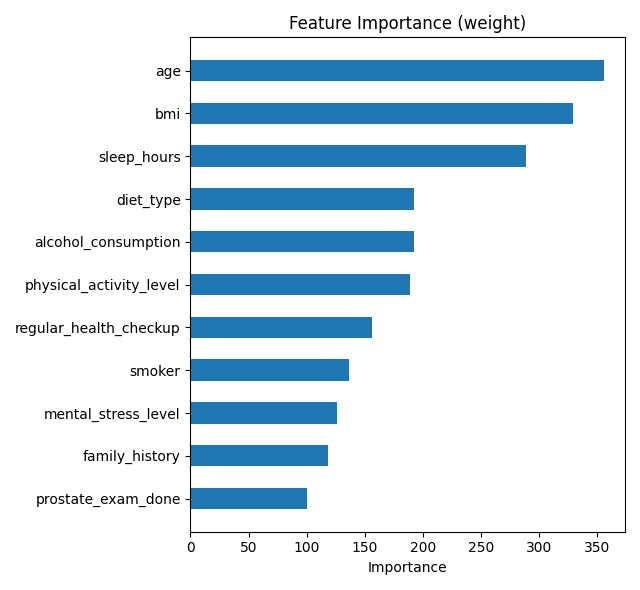 Feature Importance (weight)
age
bmi
sleep_hours
diet_type
alcohol_consumption
physical_activity_level
regular_health_checkup
smoker
mental_stress_level
family_history
prostate_exam_done
0 50 100 150 200 250 300 350
Importance